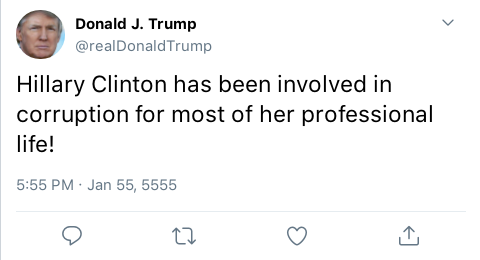 Donald J. Trump
@realDonaldTrump
Hillary Clinton has been involved in
corruption for most of her professional
life!
5:55 PM · Jan 55, 5555